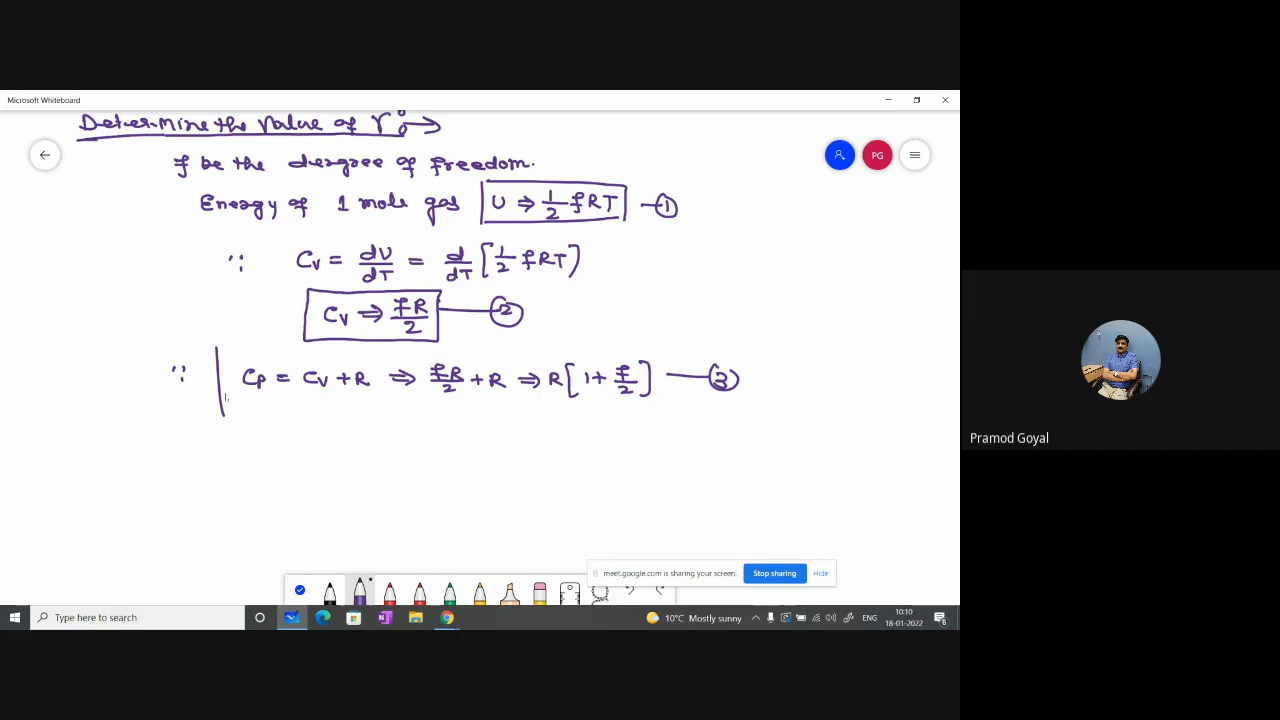 Microsoft Whiteboard
Determine the value of γ : →
f be the degree of freedom.
Energy of 1 mole gas U ⇒ 1/2 fRT — ①
∵ Cv = dU/dT = d/dT [1/2 fRT]
Cv ⇒ fR/2 — ②
∵ Cp = Cv + R ⇒ fR/2 + R ⇒ R[1 + f/2] — ③
PG
Pramod Goyal
meet.google.com is sharing your screen.
Stop sharing
Hide
Type here to search
10°C Mostly sunny
ENG
10:10
18-01-2022
6